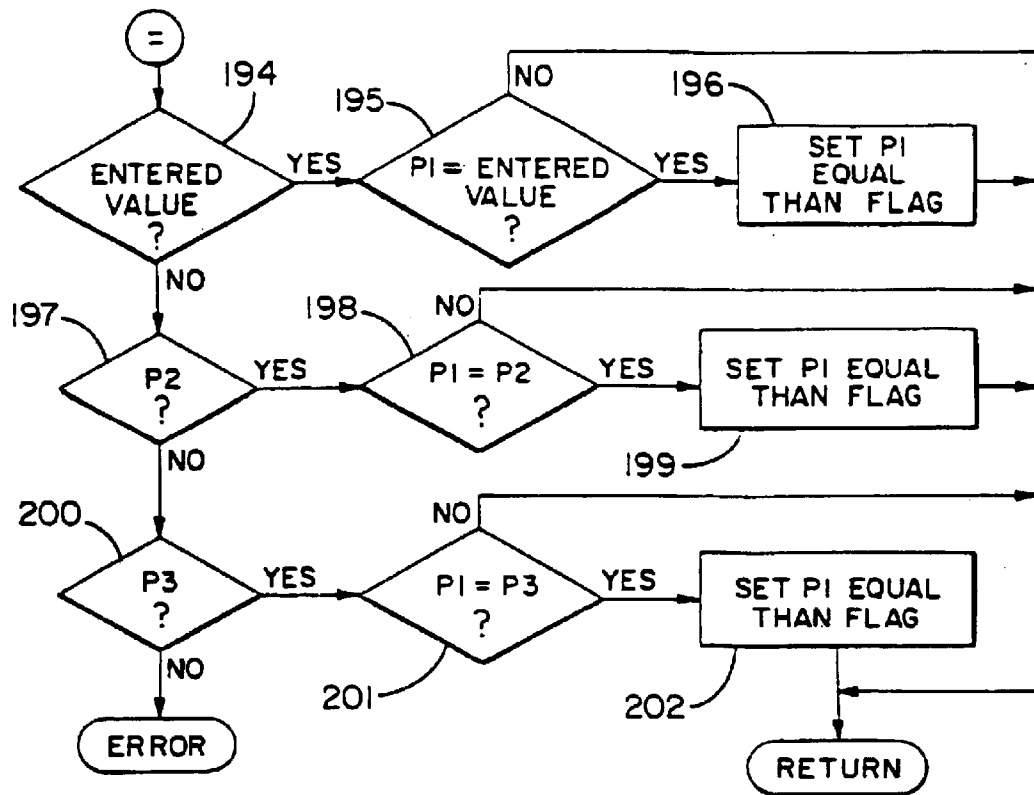 =
194
195
NO
196
ENTERED
VALUE
?
YES
P1 = ENTERED
VALUE
?
YES
SET P1
EQUAL
THAN FLAG
NO
197
P2
?
YES
198
NO
P1 = P2
?
YES
SET P1 EQUAL
THAN FLAG
199
NO
200
P3
?
YES
NO
P1 = P3
?
201
YES
SET P1 EQUAL
THAN FLAG
202
NO
ERROR
RETURN